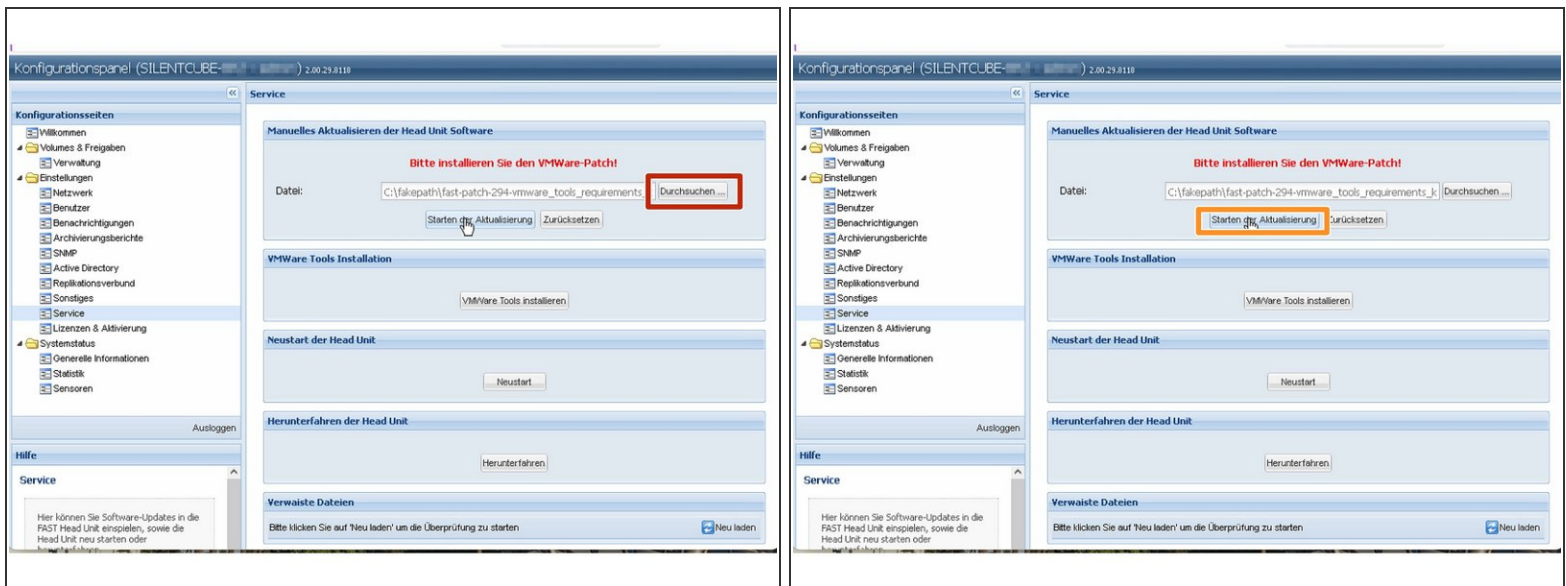 Konfigurationspanel (SILENTCUBE- ) 2.00.29.8118
Konfigurationsseiten
Willkommen
Volumes & Freigaben
Verwaltung
Einstellungen
Netzwerk
Benutzer
Benachrichtigungen
Archivierungsberichte
SNMP
Active Directory
Replikationsverbund
Sonstiges
Service
Lizenzen & Aktivierung
Systemstatus
Generelle Informationen
Statistik
Sensoren
Ausloggen
Hilfe
Service
Hier können Sie Software-Updates in die
FAST Head Unit einspielen, sowie die
Head Unit neu starten oder
herunterfahren
Service
Manuelles Aktualisieren der Head Unit Software
Bitte installieren Sie den VMWare-Patch!
Datei: C:\fakepath\fast-patch-294-vmware_tools_requirements_ Durchsuchen ...
Starten der Aktualisierung Zurücksetzen
VMWare Tools Installation
VMWare Tools installieren
Neustart der Head Unit
Neustart
Herunterfahren der Head Unit
Herunterfahren
Verwaiste Dateien
Bitte klicken Sie auf 'Neu laden' um die Überprüfung zu starten Neu laden
Konfigurationspanel (SILENTCUBE- ) 2.00.29.8118
Konfigurationsseiten
Willkommen
Volumes & Freigaben
Verwaltung
Einstellungen
Netzwerk
Benutzer
Benachrichtigungen
Archivierungsberichte
SNMP
Active Directory
Replikationsverbund
Sonstiges
Service
Lizenzen & Aktivierung
Systemstatus
Generelle Informationen
Statistik
Sensoren
Ausloggen
Hilfe
Service
Hier können Sie Software-Updates in die
FAST Head Unit einspielen, sowie die
Head Unit neu starten oder
herunterfahren
Service
Manuelles Aktualisieren der Head Unit Software
Bitte installieren Sie den VMWare-Patch!
Datei: C:\fakepath\fast-patch-294-vmware_tools_requirements_k Durchsuchen ...
Starten der Aktualisierung Zurücksetzen
VMWare Tools Installation
VMWare Tools installieren
Neustart der Head Unit
Neustart
Herunterfahren der Head Unit
Herunterfahren
Verwaiste Dateien
Bitte klicken Sie auf 'Neu laden' um die Überprüfung zu starten Neu laden